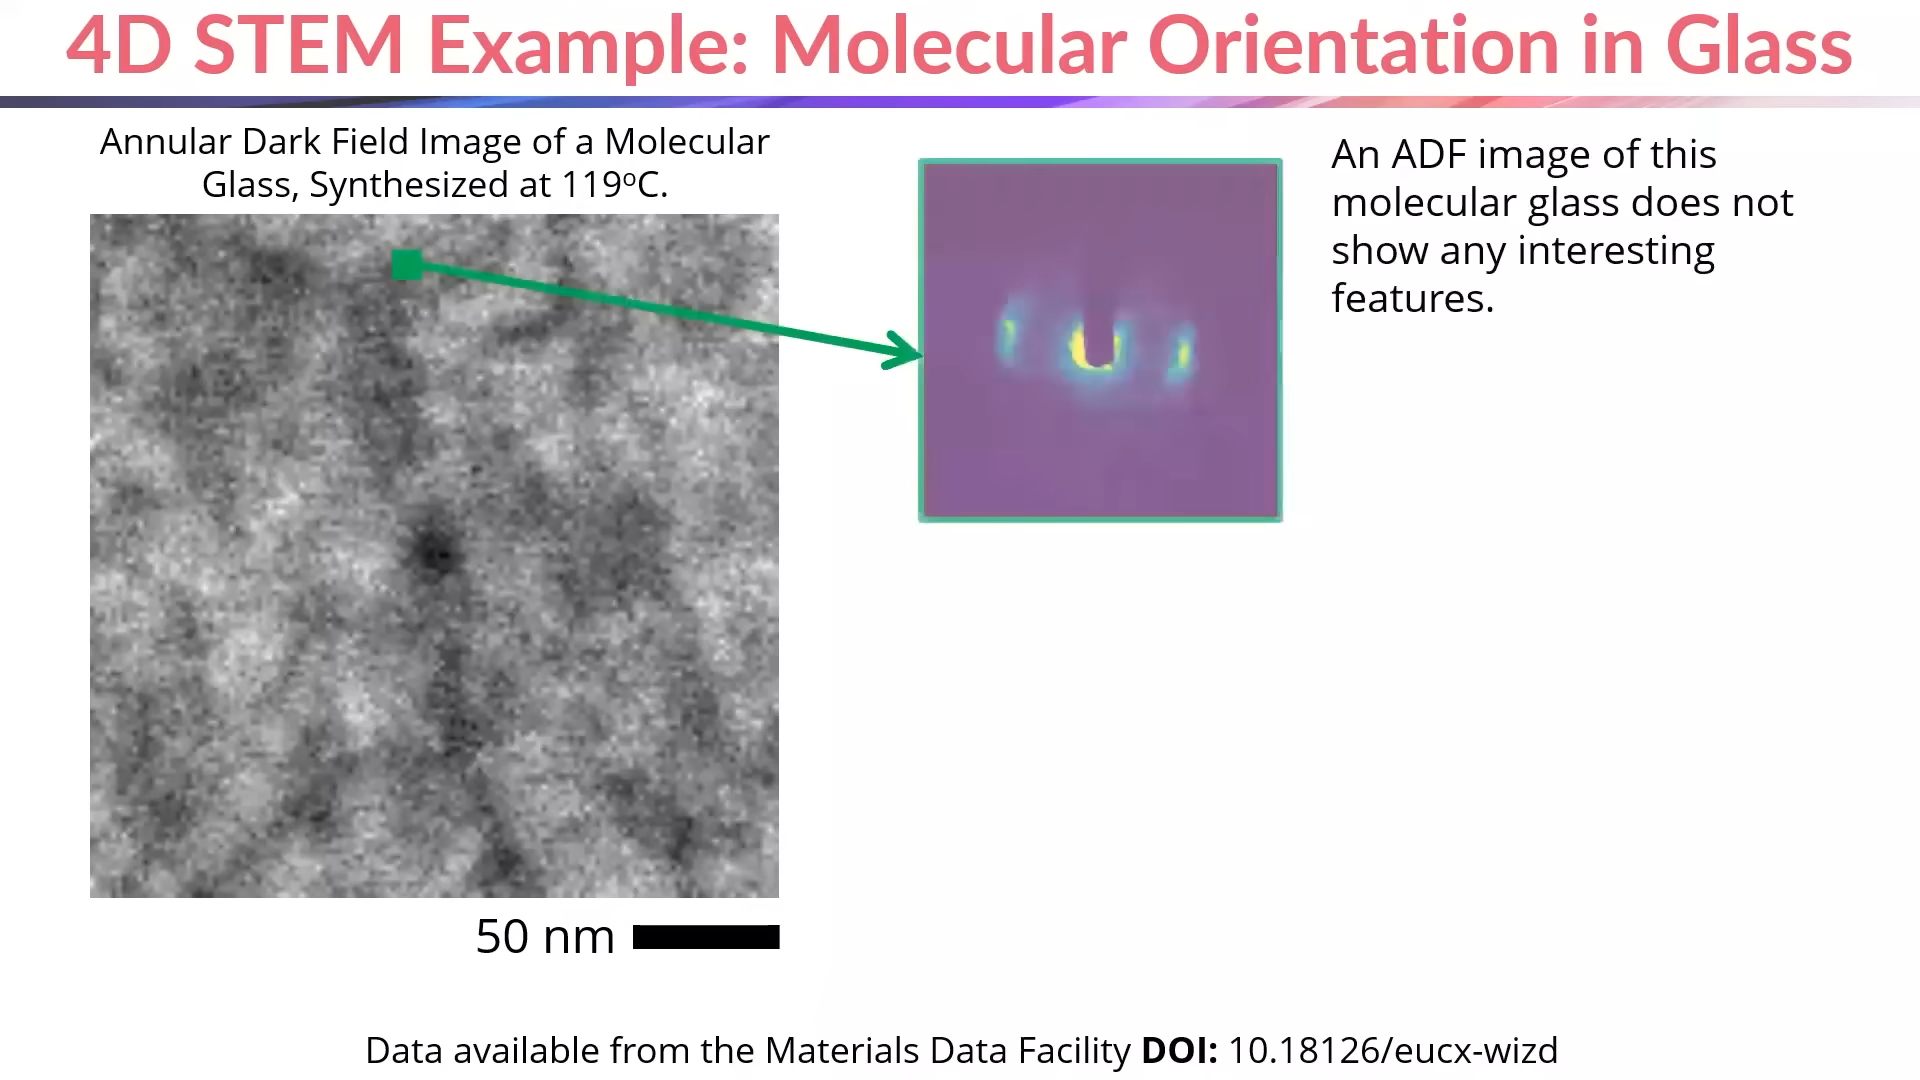 4D STEM Example: Molecular Orientation in Glass
Annular Dark Field Image of a Molecular
Glass, Synthesized at 119ºC.
An ADF image of this
molecular glass does not
show any interesting
features.
50 nm
Data available from the Materials Data Facility DOI: 10.18126/eucx-wizd